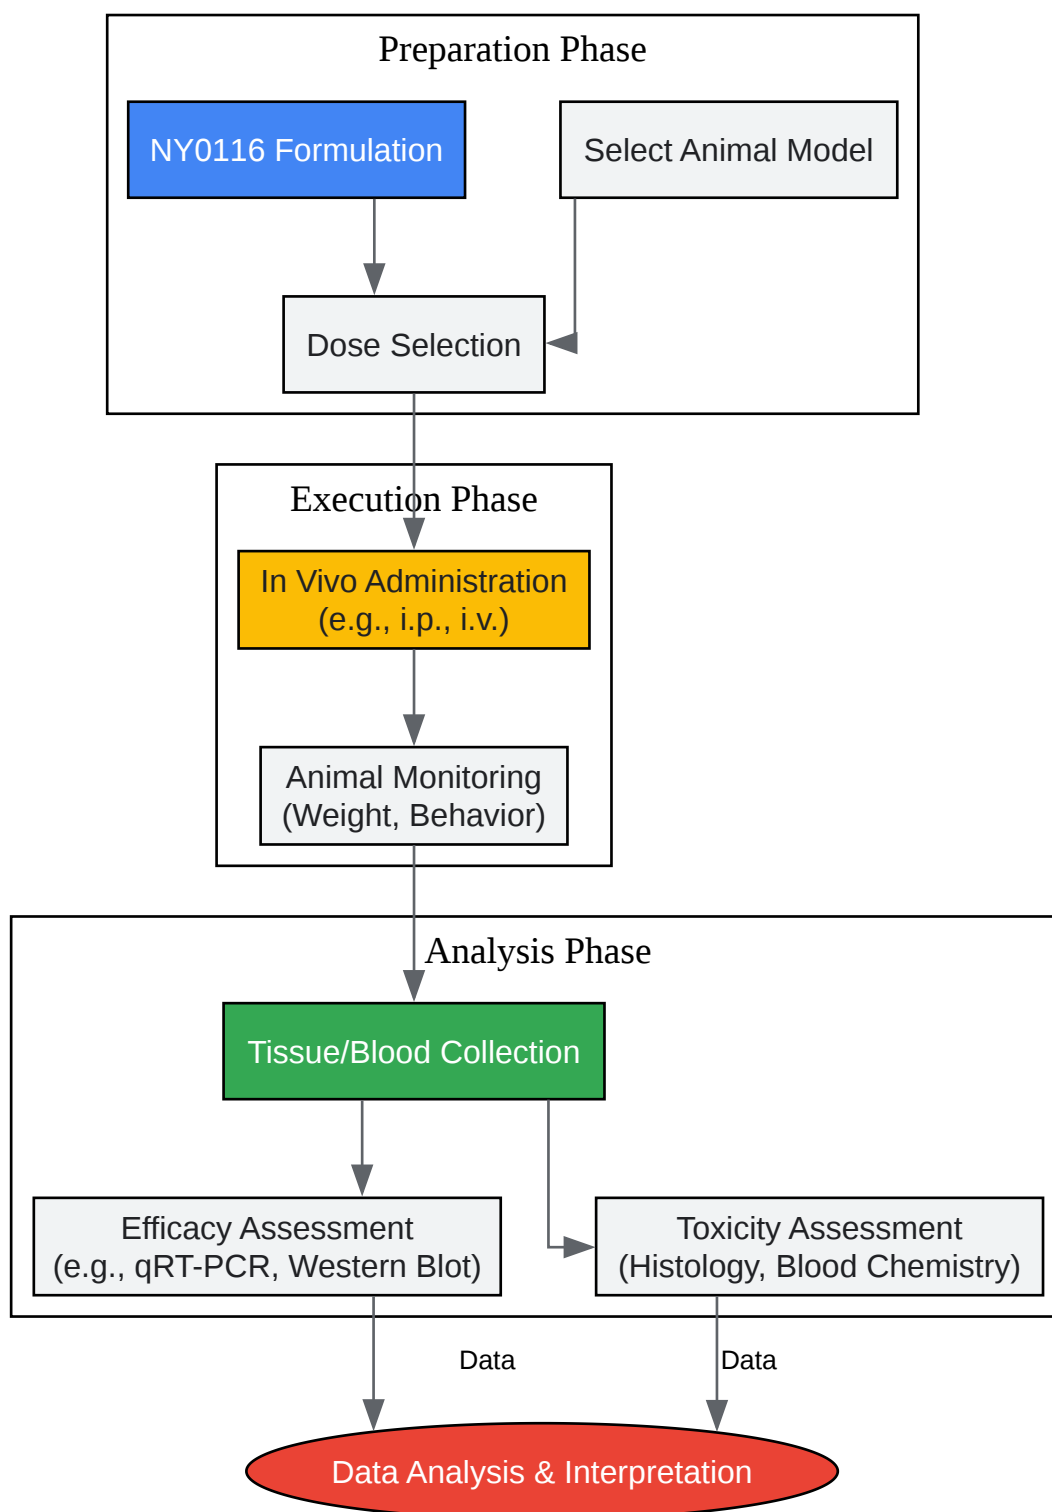 Preparation Phase
NY0116 Formulation
Select Animal Model
Dose Selection
Execution Phase
In Vivo Administration
(e.g., i.p., i.v.)
Animal Monitoring
(Weight, Behavior)
Analysis Phase
Tissue/Blood Collection
Efficacy Assessment
(e.g., qRT-PCR, Western Blot)
Toxicity Assessment
(Histology, Blood Chemistry)
Data
Data
Data Analysis & Interpretation